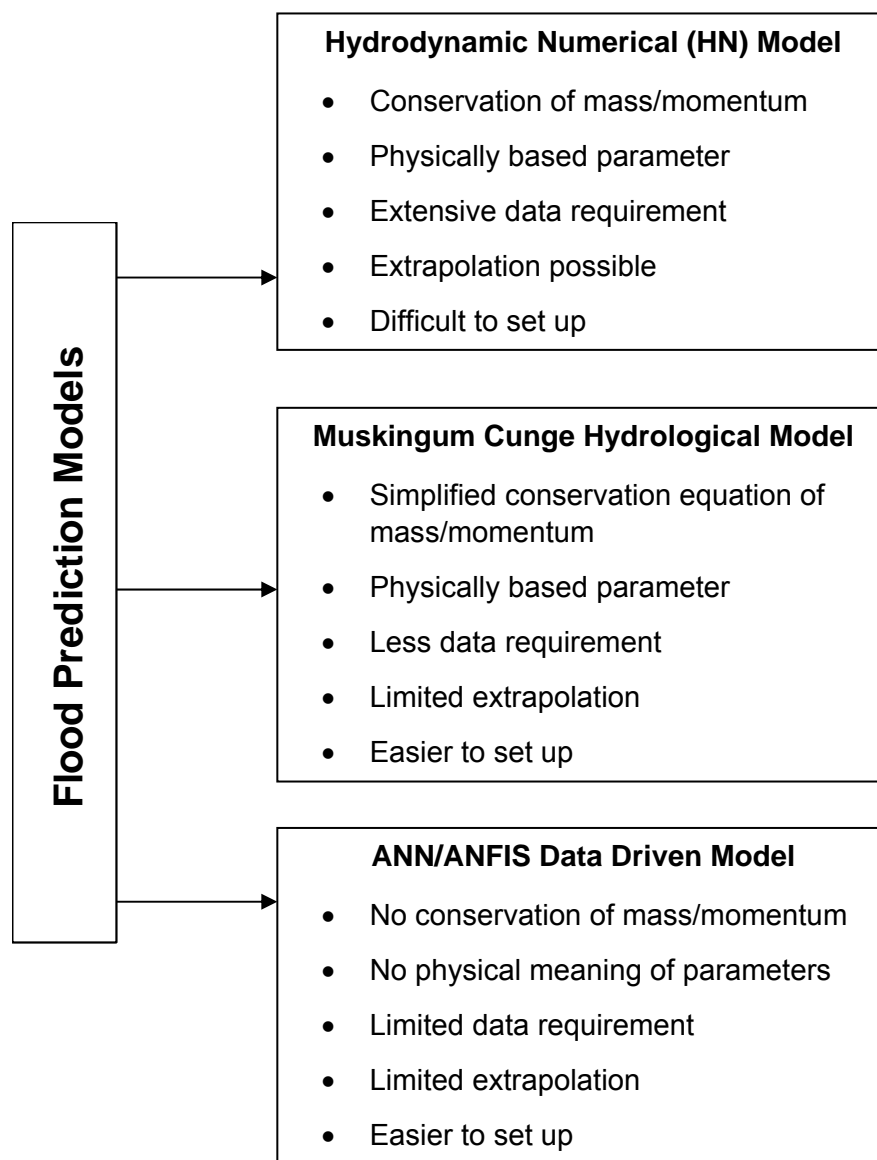 Flood Prediction Models
Hydrodynamic Numerical (HN) Model
• Conservation of mass/momentum
• Physically based parameter
• Extensive data requirement
• Extrapolation possible
• Difficult to set up
Muskingum Cunge Hydrological Model
• Simplified conservation equation of
mass/momentum
• Physically based parameter
• Less data requirement
• Limited extrapolation
• Easier to set up
ANN/ANFIS Data Driven Model
• No conservation of mass/momentum
• No physical meaning of parameters
• Limited data requirement
• Limited extrapolation
• Easier to set up